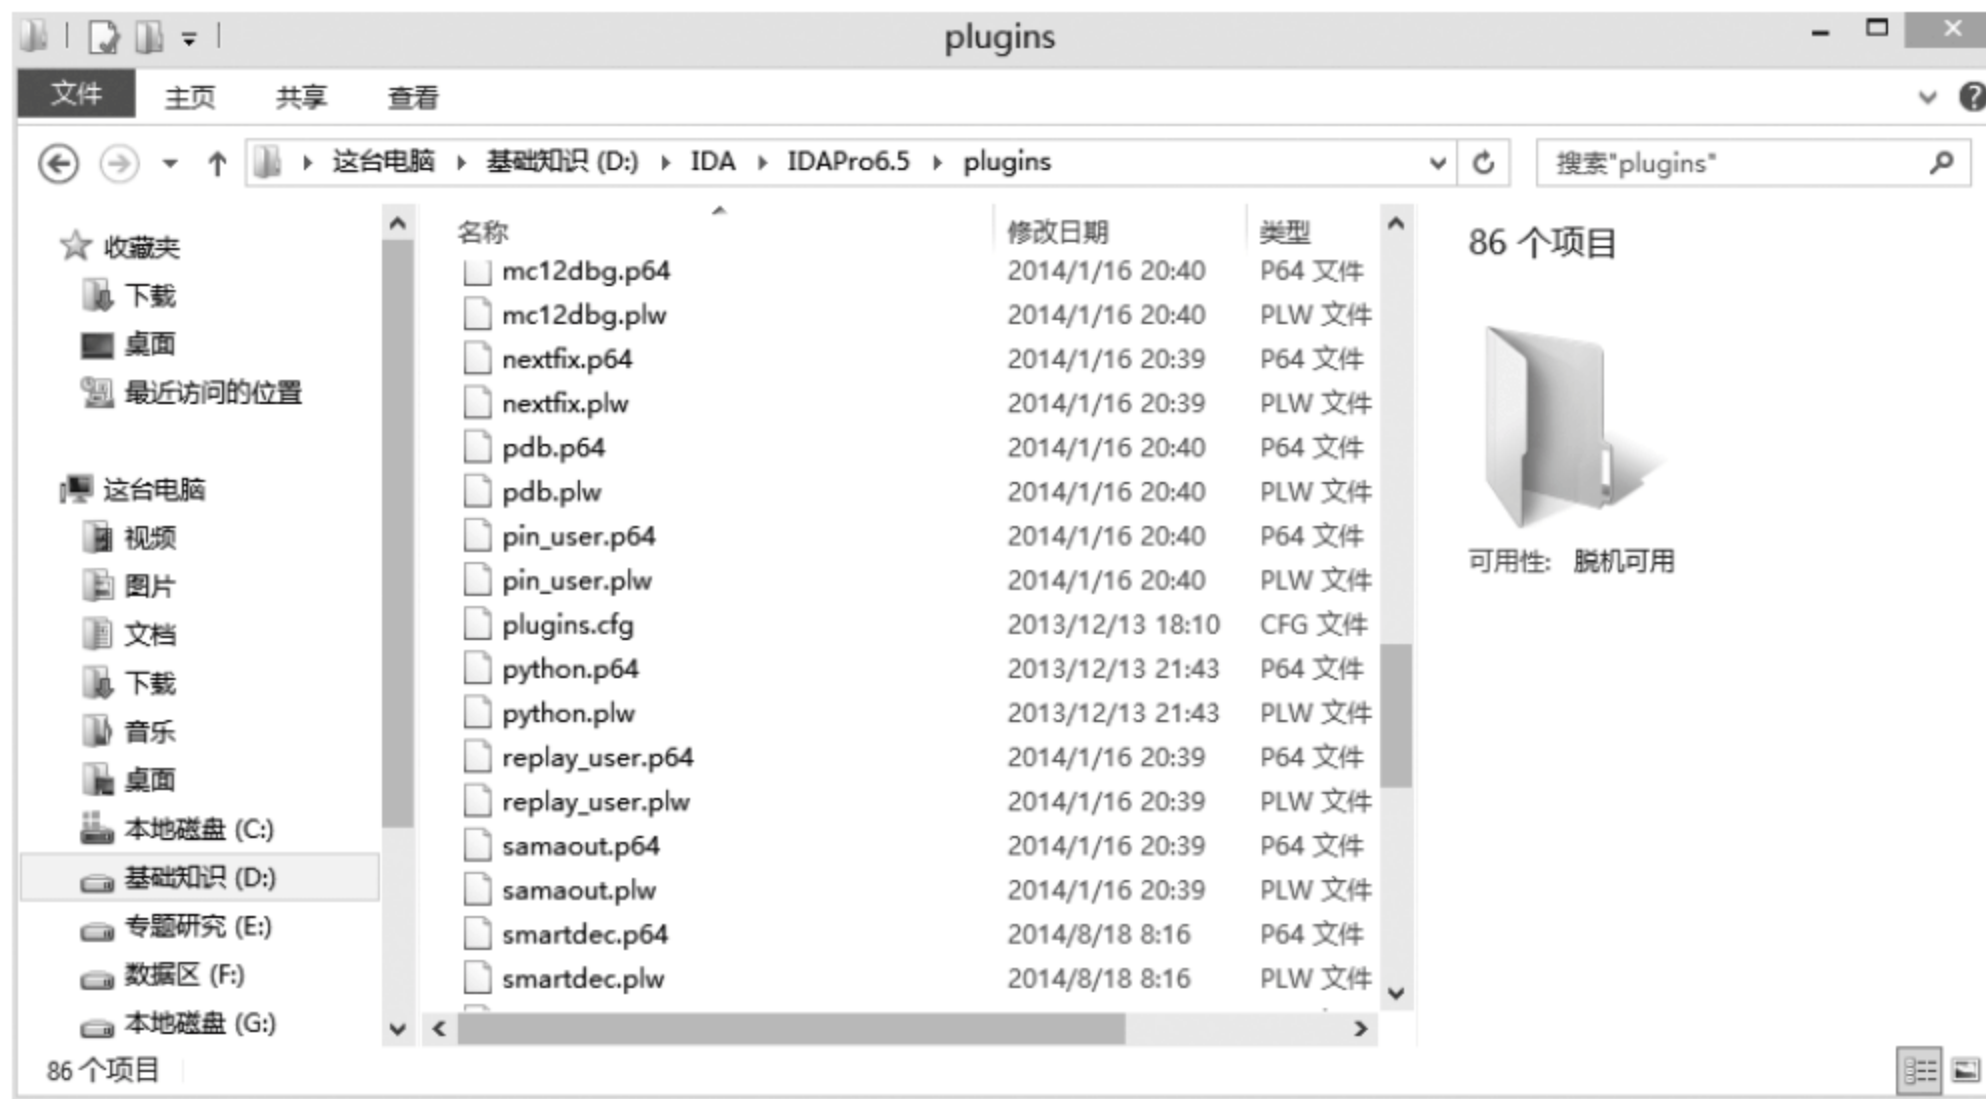 plugins
文件 主页 共享 查看
这台电脑 基础知识 (D:) IDA IDAPro6.5 plugins 搜索"plugins"
收藏夹
下载
桌面
最近访问的位置
这台电脑
视频
图片
文档
下载
音乐
桌面
本地磁盘 (C:)
基础知识 (D:)
专题研究 (E:)
数据区 (F:)
本地磁盘 (G:)
名称 修改日期 类型
mc12dbg.p64 2014/1/16 20:40 P64 文件
mc12dbg.plw 2014/1/16 20:40 PLW 文件
nextfix.p64 2014/1/16 20:39 P64 文件
nextfix.plw 2014/1/16 20:39 PLW 文件
pdb.p64 2014/1/16 20:40 P64 文件
pdb.plw 2014/1/16 20:40 PLW 文件
pin_user.p64 2014/1/16 20:40 P64 文件
pin_user.plw 2014/1/16 20:40 PLW 文件
plugins.cfg 2013/12/13 18:10 CFG 文件
python.p64 2013/12/13 21:43 P64 文件
python.plw 2013/12/13 21:43 PLW 文件
replay_user.p64 2014/1/16 20:39 P64 文件
replay_user.plw 2014/1/16 20:39 PLW 文件
samaout.p64 2014/1/16 20:39 P64 文件
samaout.plw 2014/1/16 20:39 PLW 文件
smartdec.p64 2014/8/18 8:16 P64 文件
smartdec.plw 2014/8/18 8:16 PLW 文件
86 个项目
可用性: 脱机可用
86 个项目